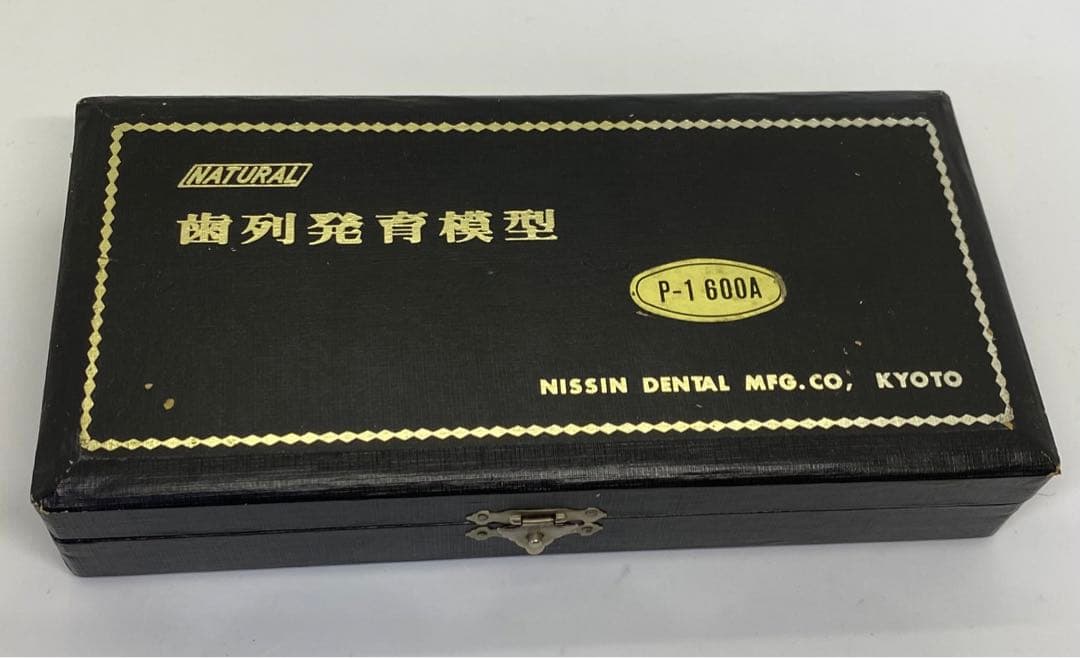 NATURAL
歯列発育模型
P-1 600A
NISSIN DENTAL MFG.CO, KYOTO